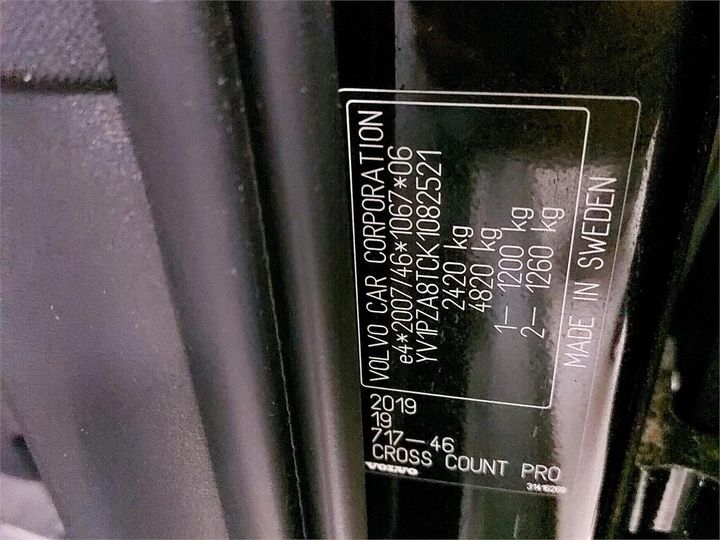 VOLVO CAR CORPORATION
e4*2007/46*1067*06
YV1PZA8TCK1082521
2420 kg
4820 kg
1– 1200 kg
2– 1260 kg
MADE IN SWEDEN
2019
19
717–46
CROSS COUNT PRO
VOLVO
31416260